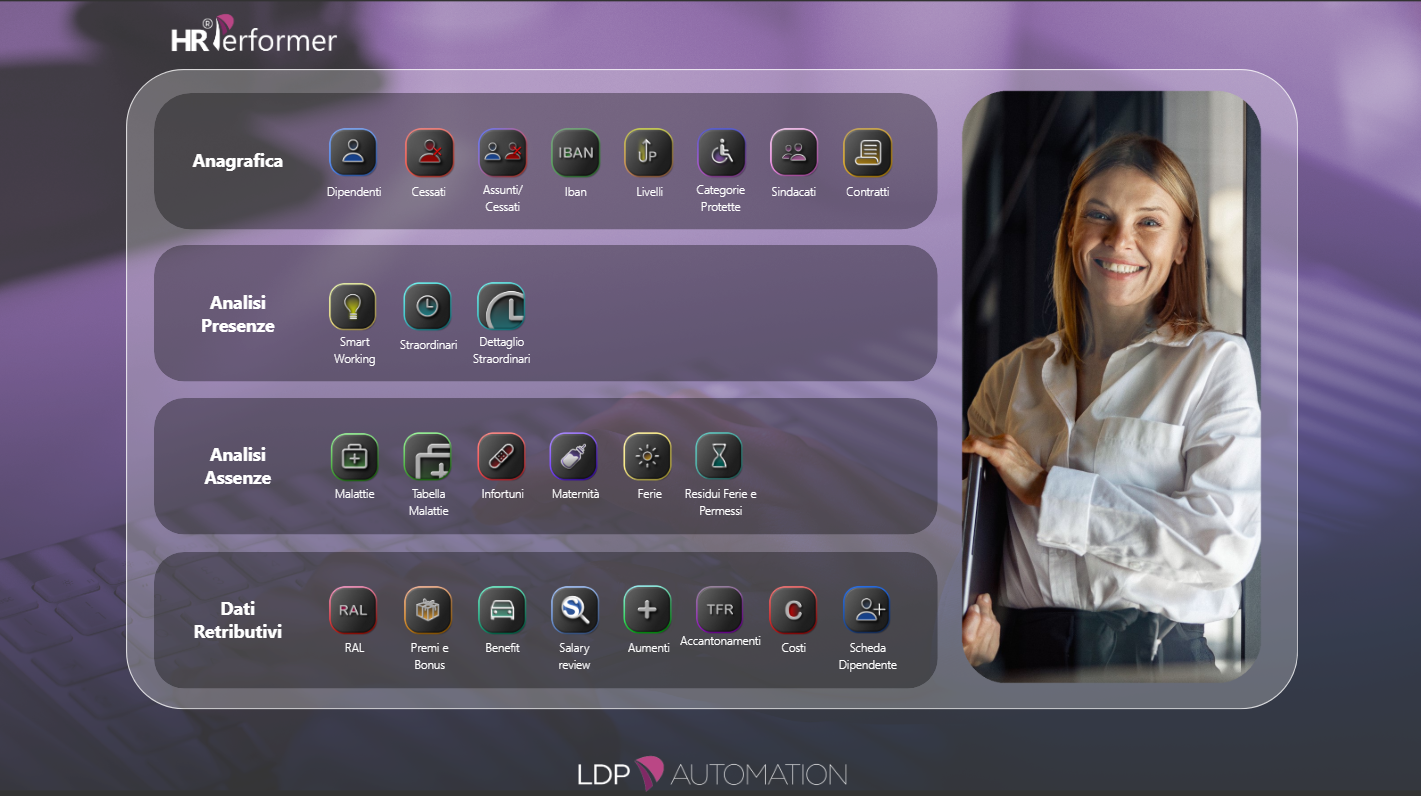 HR Performer®
Anagrafica
Dipendenti
Cessati
Assunti/
Cessati
IBAN
Iban
P
Livelli
Categorie
Protette
Sindacati
Contratti
Analisi
Presenze
Smart
Working
Straordinari
Dettaglio
Straordinari
Analisi
Assenze
Malattie
Tabella
Malattie
Infortuni
Maternità
Ferie
Residui Ferie e
Permessi
Dati
Retributivi
RAL
RAL
Premi e
Bonus
Benefit
S
Salary
review
Aumenti
TFR
Accantonamenti
C
Costi
Scheda
Dipendente
LDP AUTOMATION